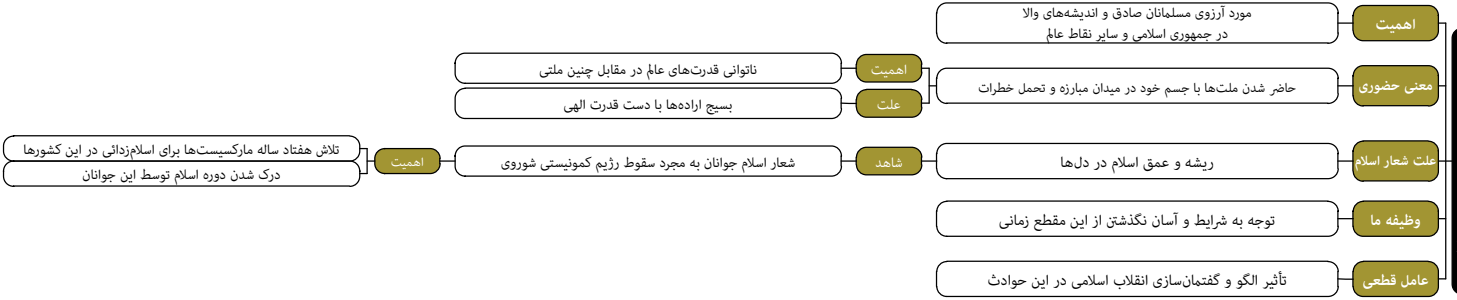 اهمیت
مورد آرزوی مسلمانان صادق و اندیشه‌های والا
در جمهوری اسلامی و سایر نقاط عالم
معنی حضوری
حاضر شدن ملت‌ها با جسم خود در میدان مبارزه و تحمل خطرات
اهمیت
ناتوانی قدرت‌های عالم در مقابل چنین ملتی
علت
بسیج اراده‌ها با دست قدرت الهی
علت شعار اسلام
ریشه و عمق اسلام در دل‌ها
شاهد
شعار اسلام جوانان به مجرد سقوط رژیم کمونیستی شوروی
اهمیت
تلاش هفتاد ساله مارکسیست‌ها برای اسلام‌زدائی در این کشورها
درک شدن دوره اسلام توسط این جوانان
وظیفه ما
توجه به شرایط و آسان نگذشتن از این مقطع زمانی
عامل قطعی
تأثیر الگو و گفتمان‌سازی انقلاب اسلامی در این حوادث